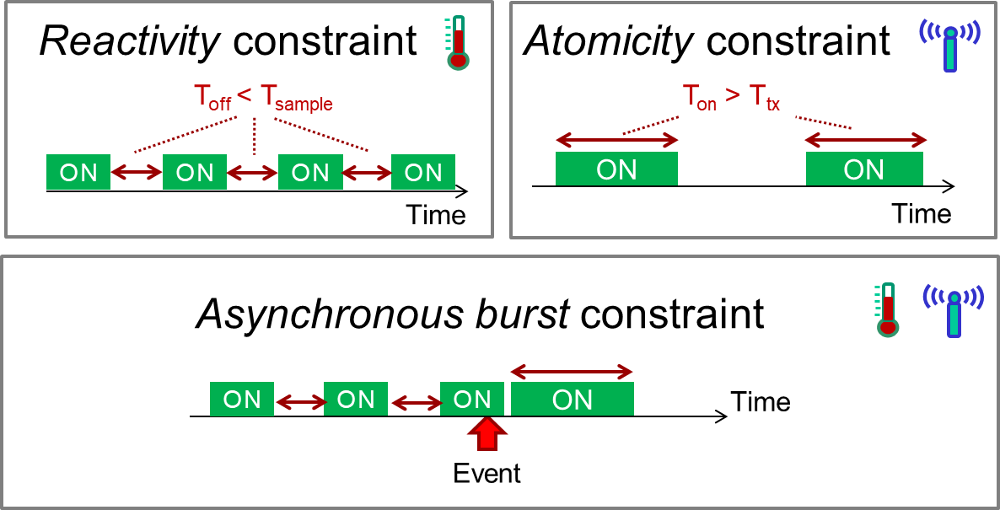 Reactivity constraint
Toff < Tsample
ON ON ON ON
Time
Atomicity constraint
Ton > Ttx
ON ON
Time
Asynchronous burst constraint
ON ON ON ON
Time
Event